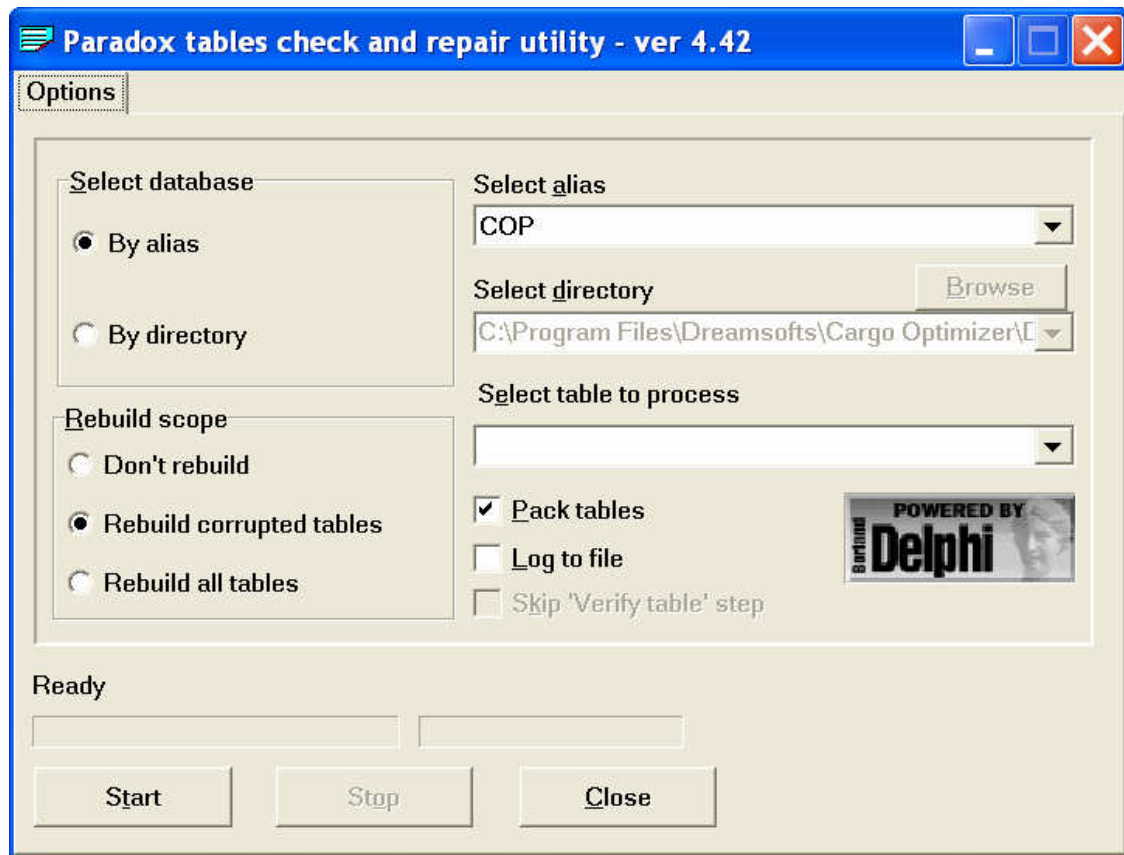 Paradox tables check and repair utility - ver 4.42
Options
Select database
By alias
By directory
Select alias
COP
Select directory
Browse
C:\Program Files\Dreamsofts\Cargo Optimizer\
Select table to process
Rebuild scope
Don't rebuild
Rebuild corrupted tables
Rebuild all tables
Pack tables
Log to file
Skip 'Verify table' step
POWERED BY
Borland
Delphi
Ready
Start
Stop
Close